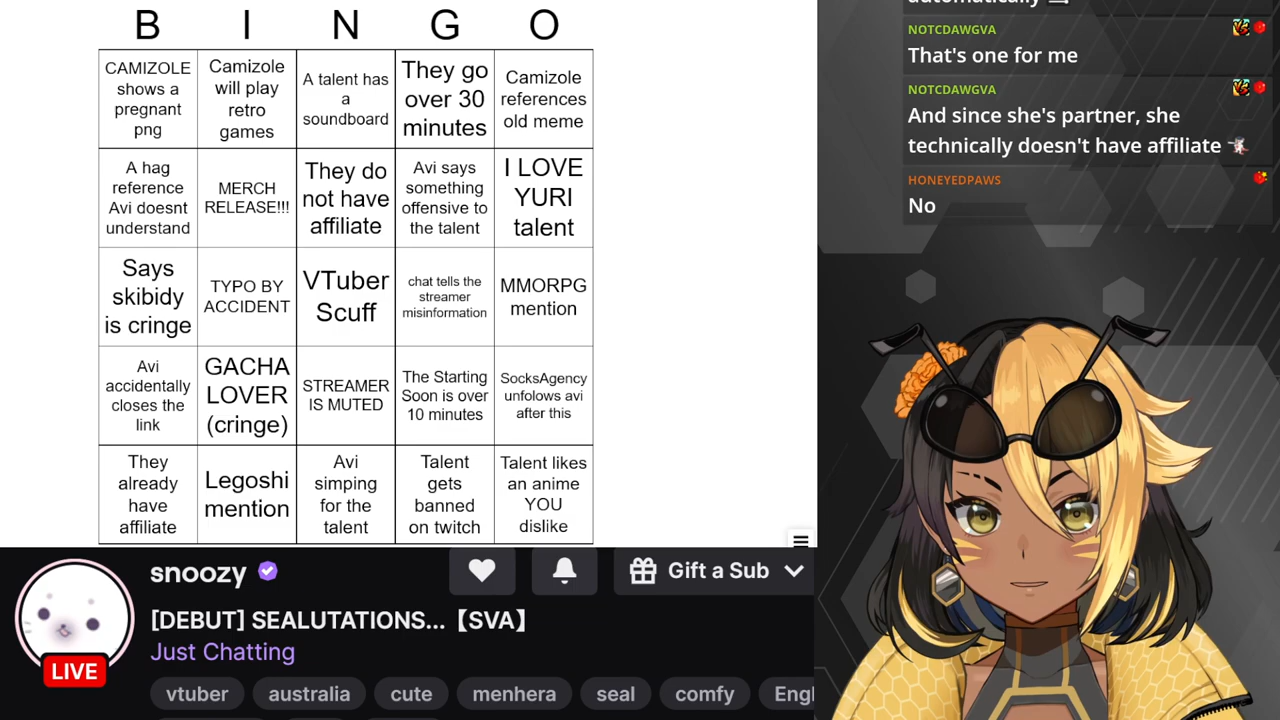 B I N G O
CAMIZOLE
shows a
pregnant
png
Camizole
will play
retro
games
A talent has
a
soundboard
They go
over 30
minutes
Camizole
references
old meme
A hag
reference
Avi doesnt
understand
MERCH
RELEASE!!!
They do
not have
affiliate
Avi says
something
offensive to
the talent
I LOVE
YURI
talent
Says
skibidy
is cringe
TYPO BY
ACCIDENT
VTuber
Scuff
chat tells the
streamer
misinformation
MMORPG
mention
Avi
accidentally
closes the
link
GACHA
LOVER
(cringe)
STREAMER
IS MUTED
The Starting
Soon is over
10 minutes
SocksAgency
unfolows avi
after this
They
already
have
affiliate
Legoshi
mention
Avi
simping
for the
talent
Talent
gets
banned
on twitch
Talent likes
an anime
YOU
dislike
snoozy
Gift a Sub
[DEBUT] SEALUTATIONS...【SVA】
Just Chatting
LIVE
vtuber australia cute menhera seal comfy Engl
automatically
NOTCDAWGVA
That's one for me
NOTCDAWGVA
And since she's partner, she
technically doesn't have affiliate
HONEYEDPAWS
No